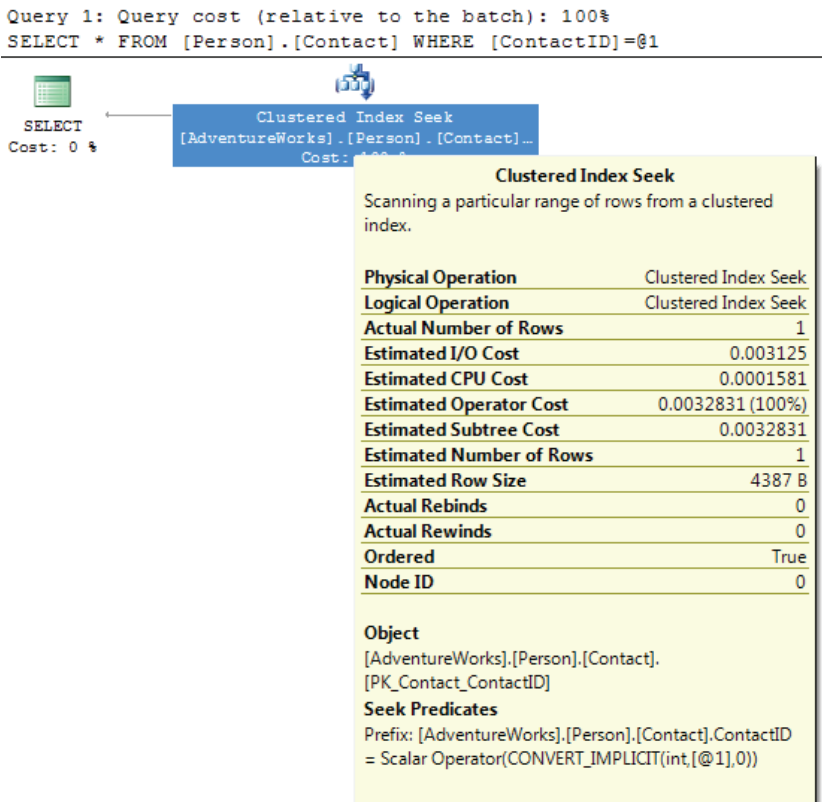 Query 1: Query cost (relative to the batch): 100%
SELECT * FROM [Person].[Contact] WHERE [ContactID]=@1
SELECT
Cost: 0 %
Clustered Index Seek
[AdventureWorks].[Person].[Contact]…
Cost:
Clustered Index Seek
Scanning a particular range of rows from a clustered
index.
Physical Operation Clustered Index Seek
Logical Operation Clustered Index Seek
Actual Number of Rows 1
Estimated I/O Cost 0.003125
Estimated CPU Cost 0.0001581
Estimated Operator Cost 0.0032831 (100%)
Estimated Subtree Cost 0.0032831
Estimated Number of Rows 1
Estimated Row Size 4387 B
Actual Rebinds 0
Actual Rewinds 0
Ordered True
Node ID 0
Object
[AdventureWorks].[Person].[Contact].
[PK_Contact_ContactID]
Seek Predicates
Prefix: [AdventureWorks].[Person].[Contact].ContactID
= Scalar Operator(CONVERT_IMPLICIT(int,[@1],0))